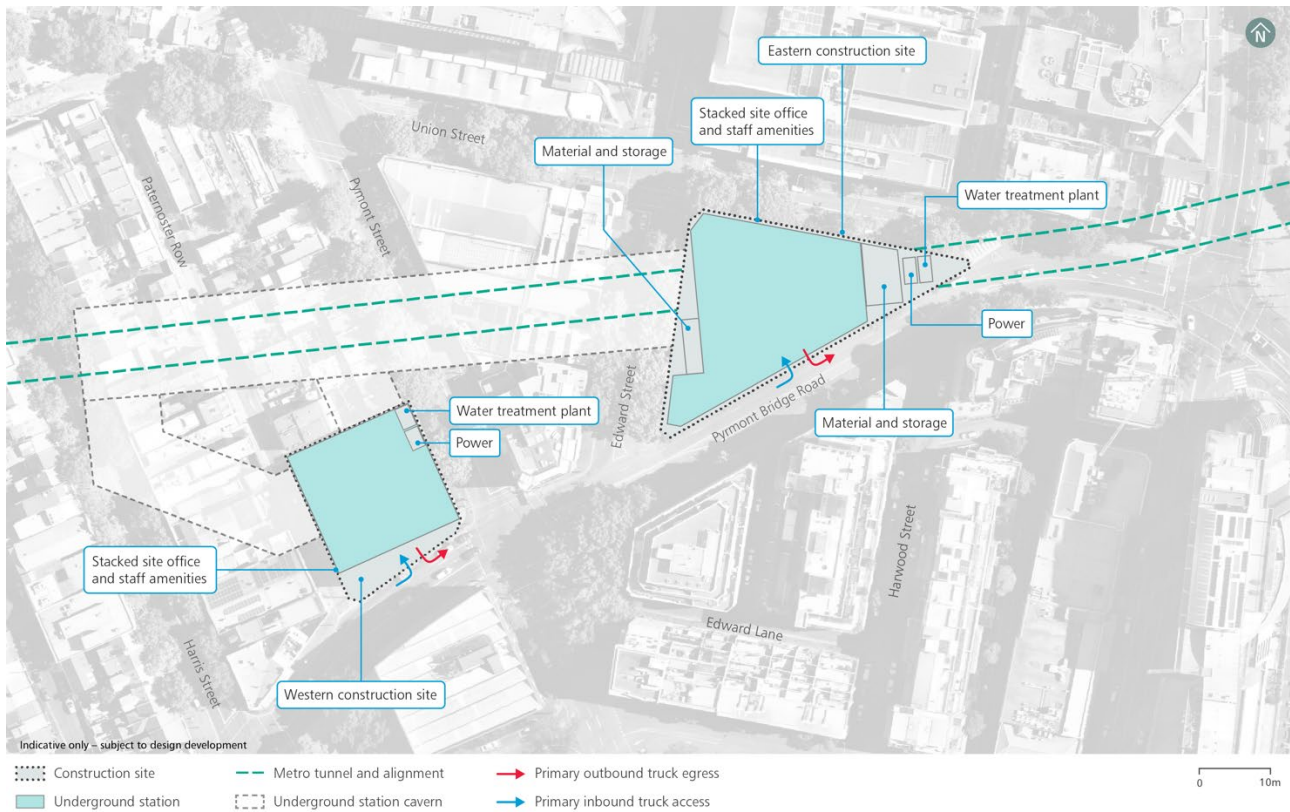 N
Eastern construction site
Stacked site office
and staff amenities
Union Street
Material and storage
Paternoster Row
Pyrmont Street
Water treatment plant
Power
Edward Street
Pyrmont Bridge Road
Water treatment plant
Material and storage
Power
Harwood Street
Stacked site office
and staff amenities
Edward Lane
Harris Street
Western construction site
Indicative only – subject to design development
Construction site
Metro tunnel and alignment
Primary outbound truck egress
0 10m
Underground station
Underground station cavern
Primary inbound truck access